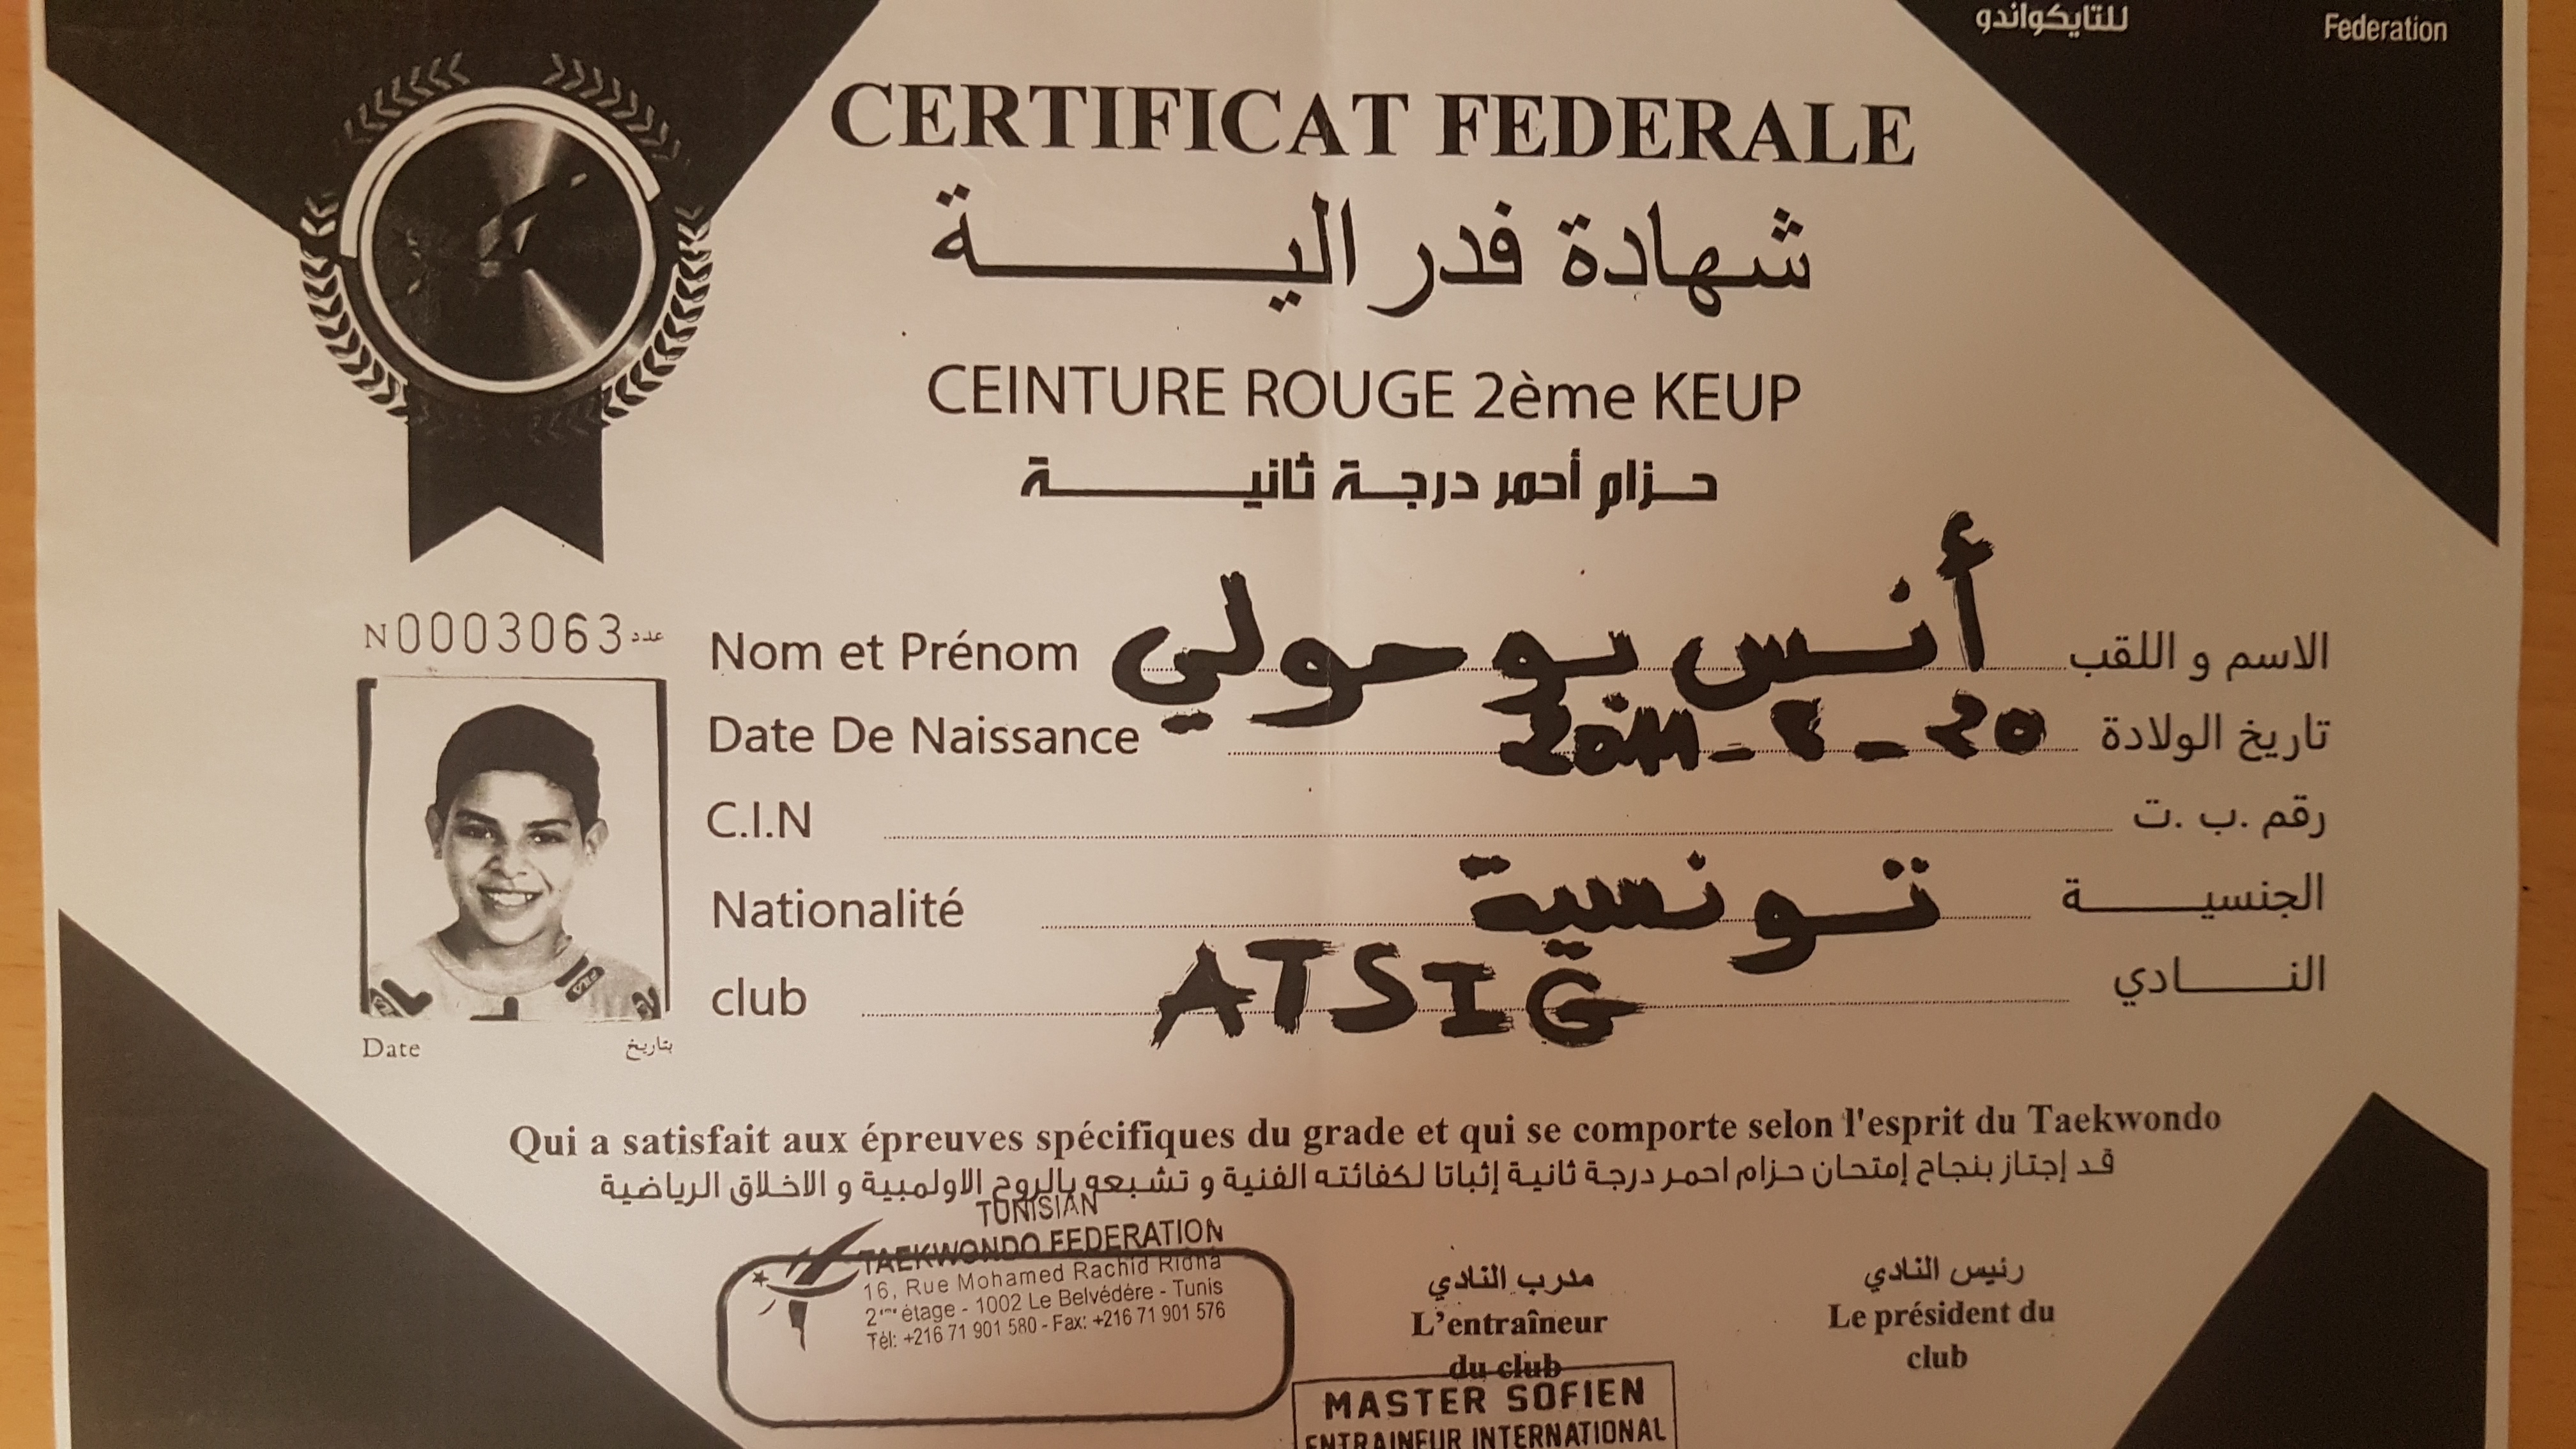 للتايكواندو
Federation
CERTIFICAT FEDERALE
شهادة فدرالية
CEINTURE ROUGE 2ème KEUP
حزام أحمر درجة ثانية
N0003063 عدد
Nom et Prénom أنس بوحولي الاسم و اللقب
Date De Naissance 2011 - 8 - 20 تاريخ الولادة
C.I.N رقم .ب .ت
Nationalité تونسية الجنسية
club ATSIG النادي
Date بتاريخ
Qui a satisfait aux épreuves spécifiques du grade et qui se comporte selon l'esprit du Taekwondo
قد إجتاز بنجاح إمتحان حزام احمر درجة ثانية إثباتا لكفائته الفنية و تشبعه بالروح الاولمبية و الاخلاق الرياضية
TUNISIAN
TAEKWONDO FEDERATION
16, Rue Mohamed Rachid Ridha
2ème étage - 1002 Le Belvédère - Tunis
Tél: +216 71 901 580 - Fax: +216 71 901 576
مدرب النادي
L'entraîneur
du club
MASTER SOFIEN
ENTRAINEUR INTERNATIONAL
رئيس النادي
Le président du
club